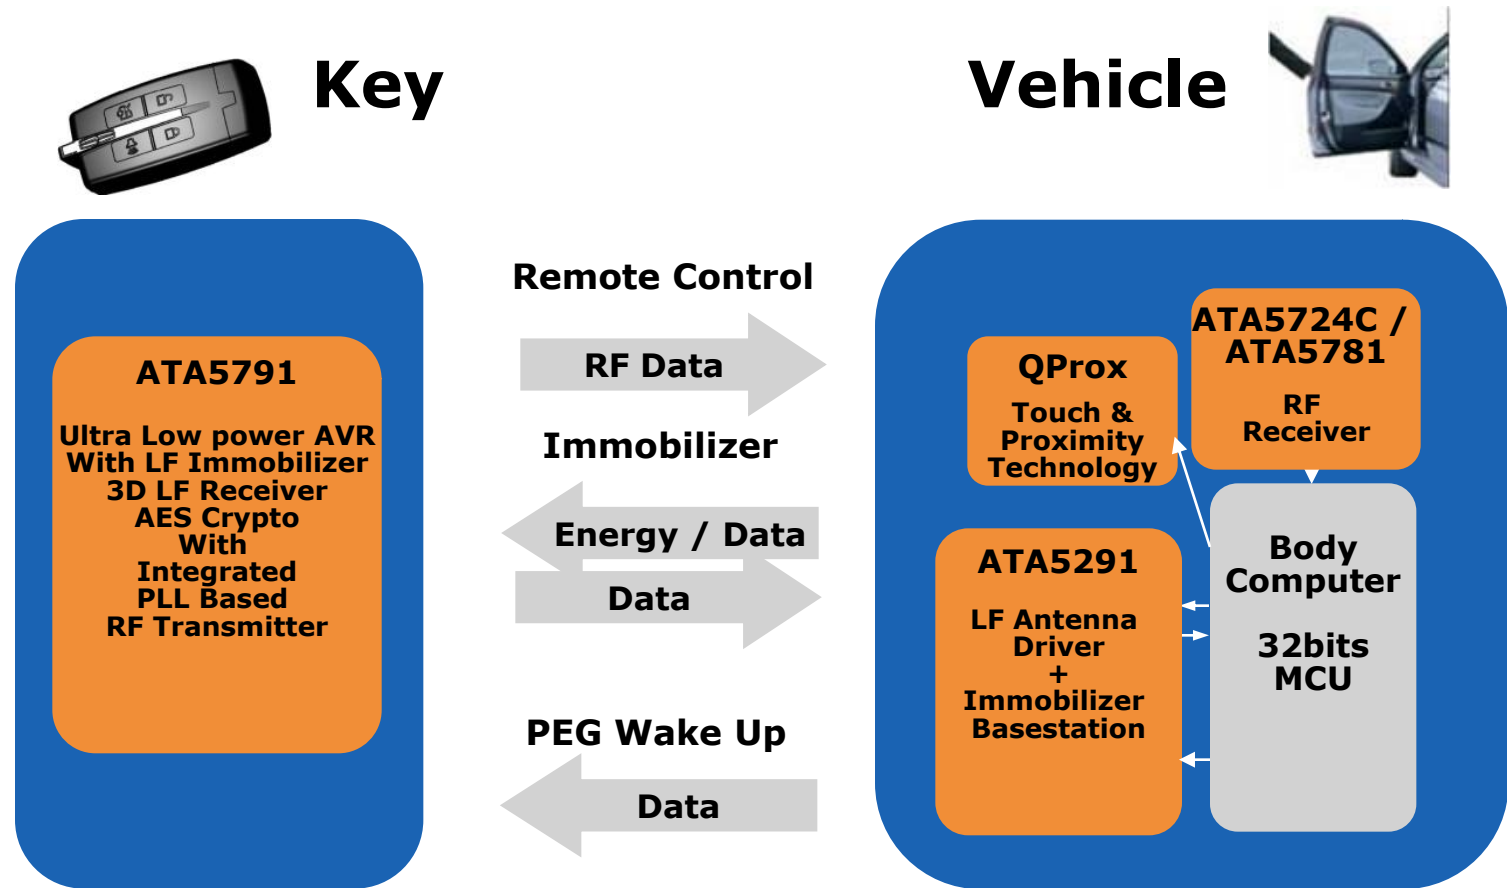 Key
Vehicle
ATA5791
Ultra Low power AVR
With LF Immobilizer
3D LF Receiver
AES Crypto
With
Integrated
PLL Based
RF Transmitter
Remote Control
RF Data
Immobilizer
Energy / Data
Data
PEG Wake Up
Data
QProx
Touch &
Proximity
Technology
ATA5724C /
ATA5781
RF
Receiver
ATA5291
LF Antenna
Driver
+
Immobilizer
Basestation
Body
Computer
32bits
MCU